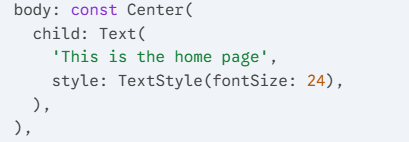 body: const Center(
  child: Text(
    'This is the home page',
    style: TextStyle(fontSize: 24),
  ),
),